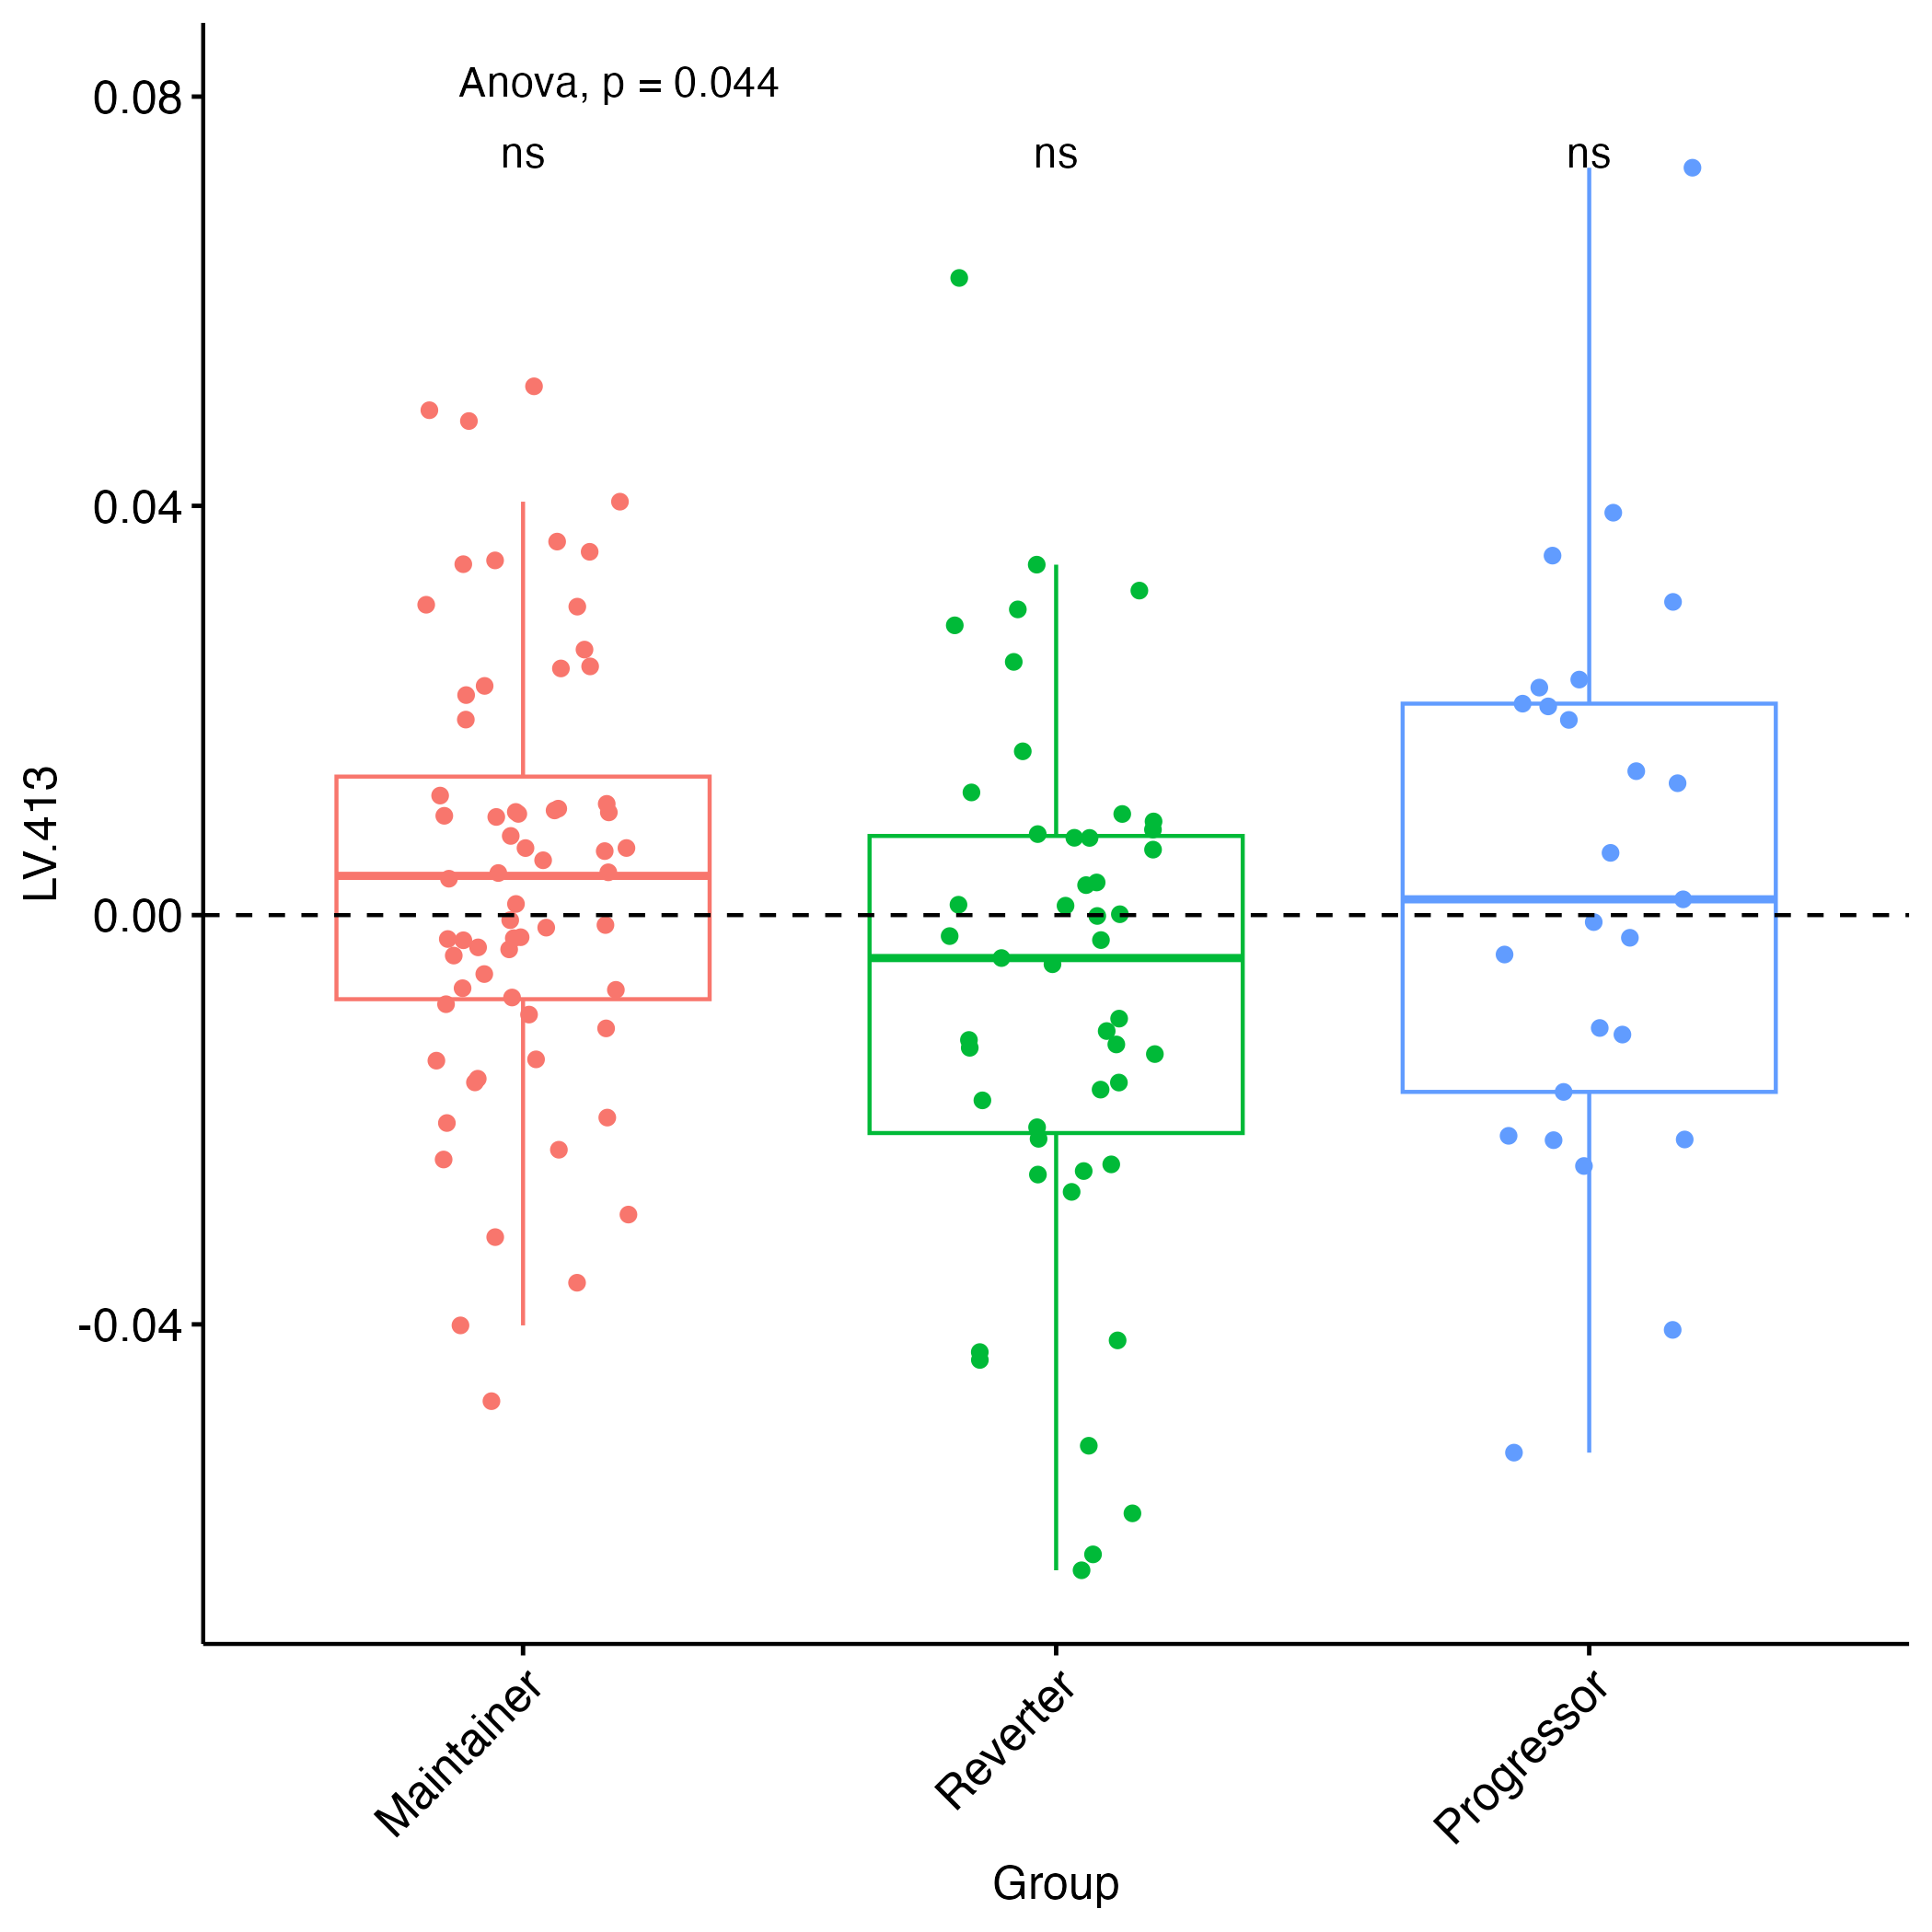 Anova, p = 0.044
ns
ns
ns
0.08
0.04
0.00
-0.04
LV.413
Maintainer
Reverter
Progressor
Group